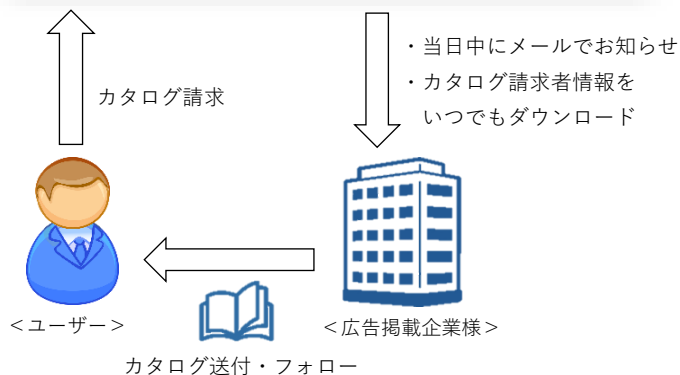 ・当日中にメールでお知らせ
・カタログ請求者情報を
いつでもダウンロード
カタログ請求
＜ユーザー＞
＜広告掲載企業様＞
カタログ送付・フォロー